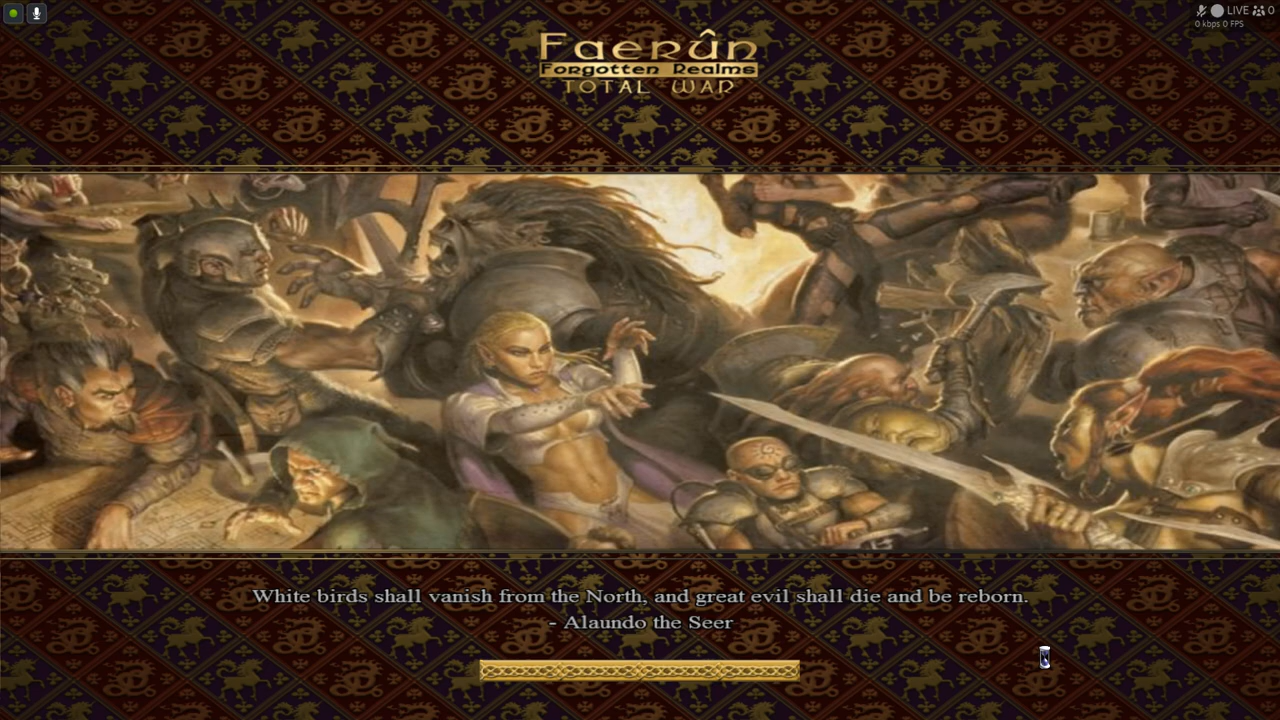 LIVE 0
0 kbps 0 FPS
Faerûn
Forgotten Realms
TOTAL WAR
White birds shall vanish from the North, and great evil shall die and be reborn.
- Alaundo the Seer